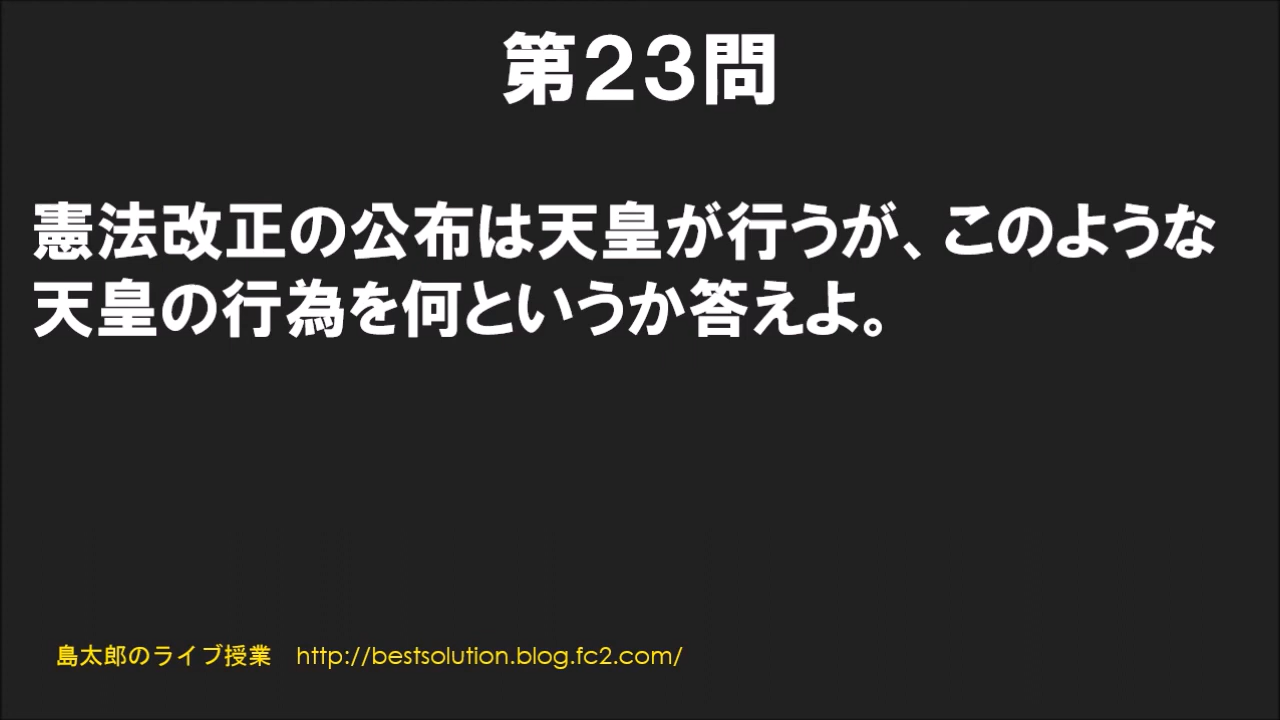 第２３問
憲法改正の公布は天皇が行うが、このような
天皇の行為を何というか答えよ。
島太郎のライブ授業　http://bestsolution.blog.fc2.com/